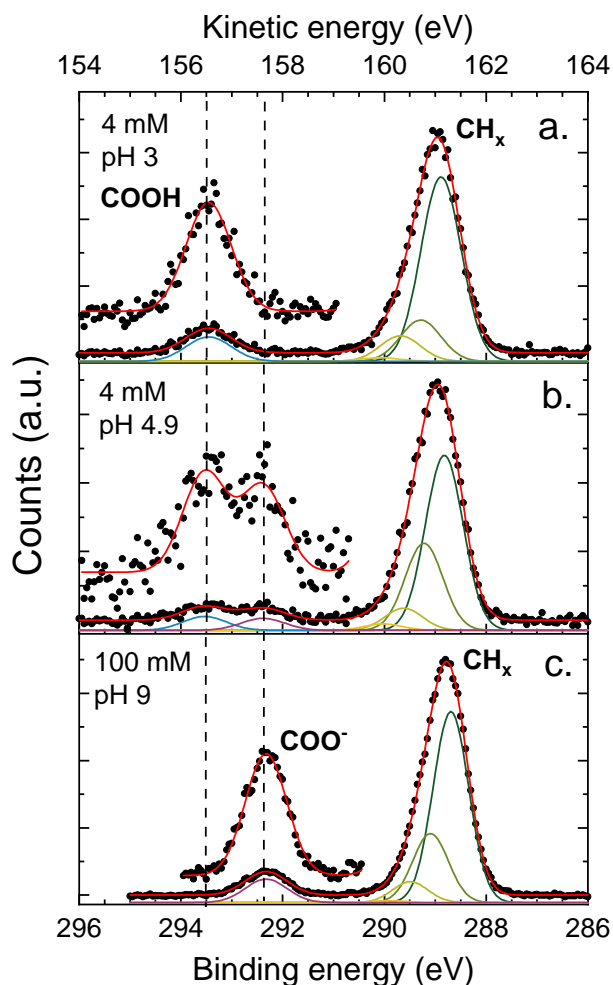 Kinetic energy (eV)
154 156 158 160 162 164
4 mM
pH 3
COOH
CHx
a.
4 mM
pH 4.9
b.
100 mM
pH 9
COO-
CHx
c.
Counts (a.u.)
296 294 292 290 288 286
Binding energy (eV)